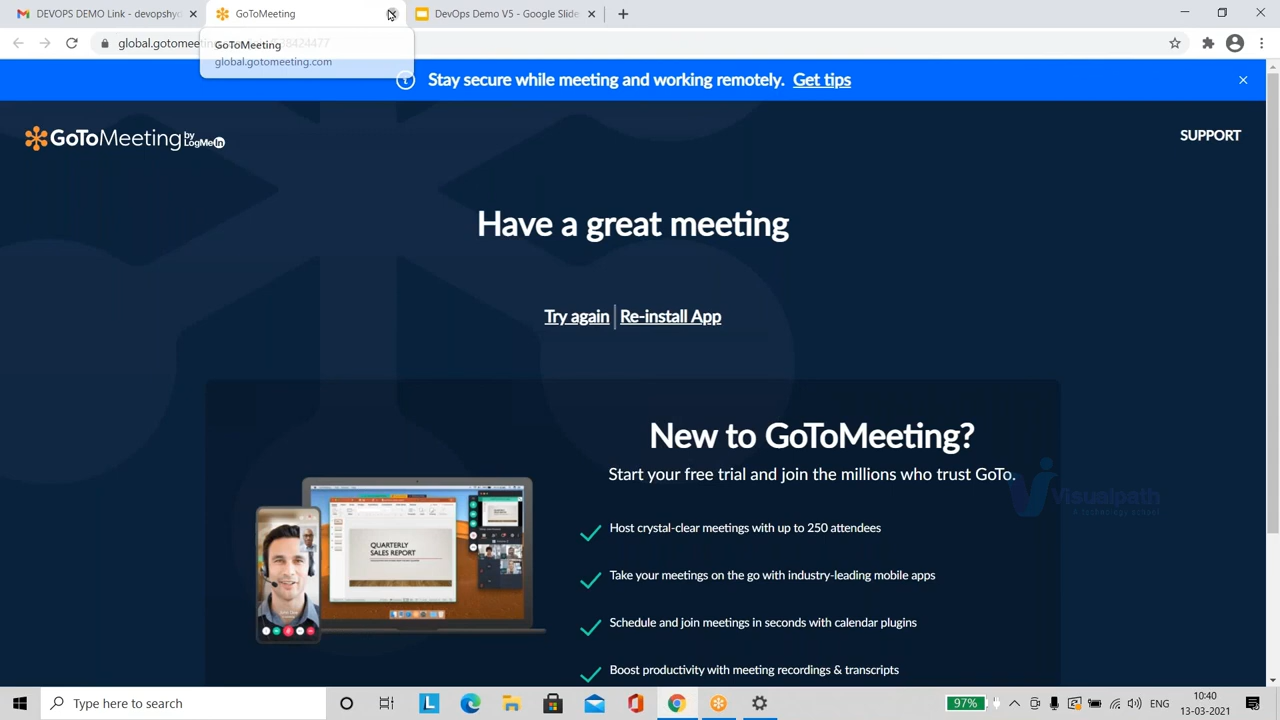 DEVOPS DEMO Link - devopshyd
GoToMeeting
DevOps Demo V5 - Google Slide
global.gotomeeting.com
GoToMeeting
global.gotomeeting.com
Stay secure while meeting and working remotely. Get tips
GoToMeeting by LogMeIn
SUPPORT
Have a great meeting
Try again Re-install App
New to GoToMeeting?
Start your free trial and join the millions who trust GoTo.
Host crystal-clear meetings with up to 250 attendees
Take your meetings on the go with industry-leading mobile apps
Schedule and join meetings in seconds with calendar plugins
Boost productivity with meeting recordings & transcripts
QUARTERLY
SALES REPORT
Visualpath
Type here to search
97%
ENG
10:40
13-03-2021